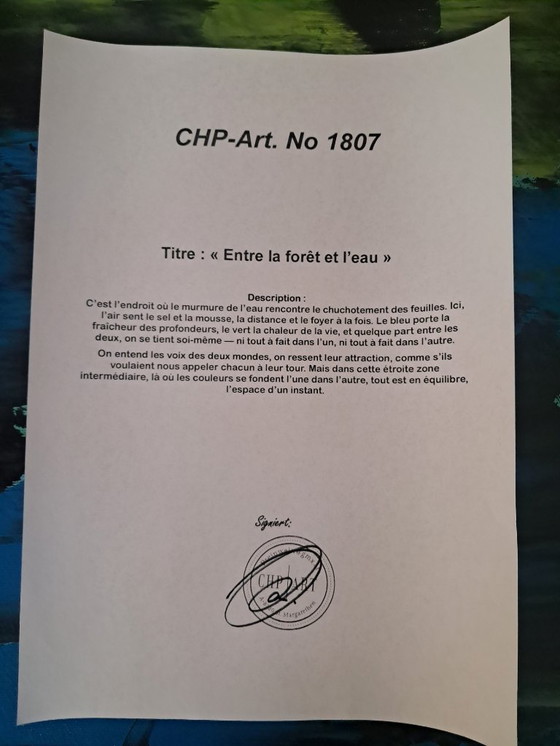 CHP-Art. No 1807
Titre : « Entre la forêt et l'eau »
Description :
C'est l'endroit où le murmure de l'eau rencontre le chuchotement des feuilles. Ici,
l'air sent le sel et la mousse, la distance et le foyer à la fois. Le bleu porte la
fraîcheur des profondeurs, le vert la chaleur de la vie, et quelque part entre les
deux, on se tient soi-même — ni tout à fait dans l'un, ni tout à fait dans l'autre.
On entend les voix des deux mondes, on ressent leur attraction, comme s'ils
voulaient nous appeler chacun à leur tour. Mais dans cette étroite zone
intermédiaire, là où les couleurs se fondent l'une dans l'autre, tout est en équilibre,
l'espace d'un instant.
Signiert:
CHP ART